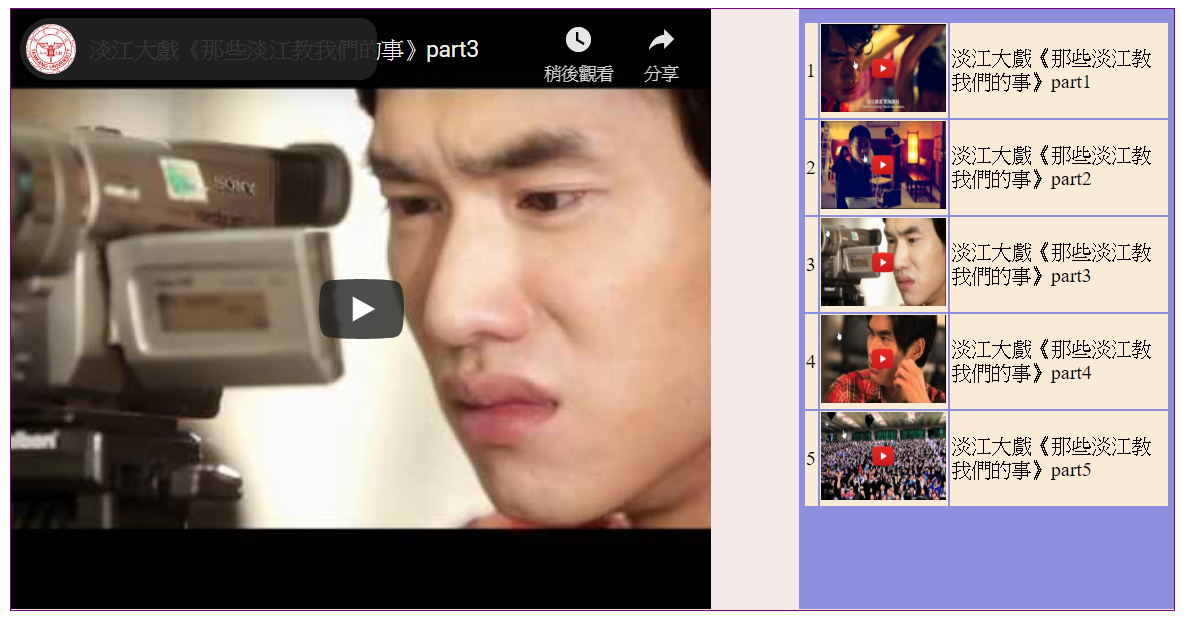 淡江大戲《那些淡江教我們的事》part3
稍後觀看
分享
SONY
1
淡江大戲《那些淡江教
我們的事》part1
2
淡江大戲《那些淡江教
我們的事》part2
3
淡江大戲《那些淡江教
我們的事》part3
4
淡江大戲《那些淡江教
我們的事》part4
5
淡江大戲《那些淡江教
我們的事》part5